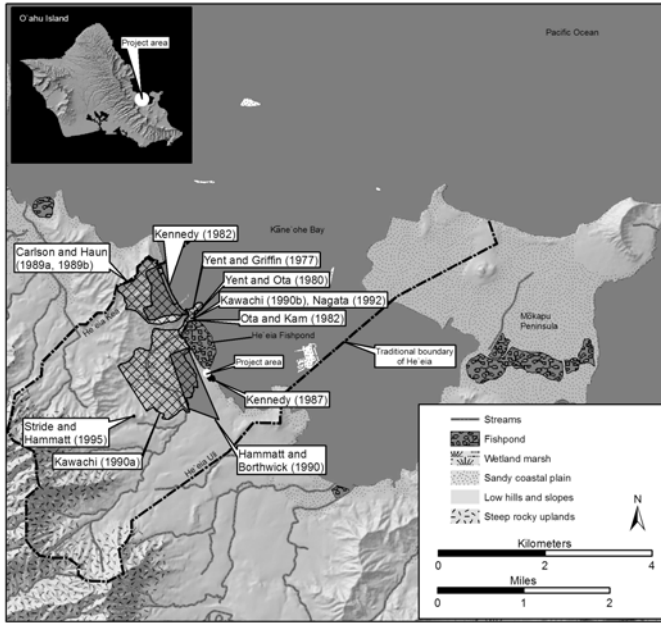 O`ahu Island
Project area
Pacific Ocean
Kennedy (1982)
Kāne`ohe Bay
Carlson and Haun
(1989a, 1989b)
Yent and Griffin (1977)
Yent and Ota (1980)
Kawachi (1990b), Nagata (1992)
Ota and Kam (1982)
He`eia Kea
He`eia Fishpond
Mōkapu
Peninsula
Project area
Traditional boundary
of He`eia
Kennedy (1987)
Stride and
Hammatt (1995)
Kawachi (1990a)
Hammatt and
Borthwick (1990)
He`eia Uli
Streams
Fishpond
Wetland marsh
Sandy coastal plain
Low hills and slopes
Steep rocky uplands
N
Kilometers
0 2 4
Miles
0 1 2